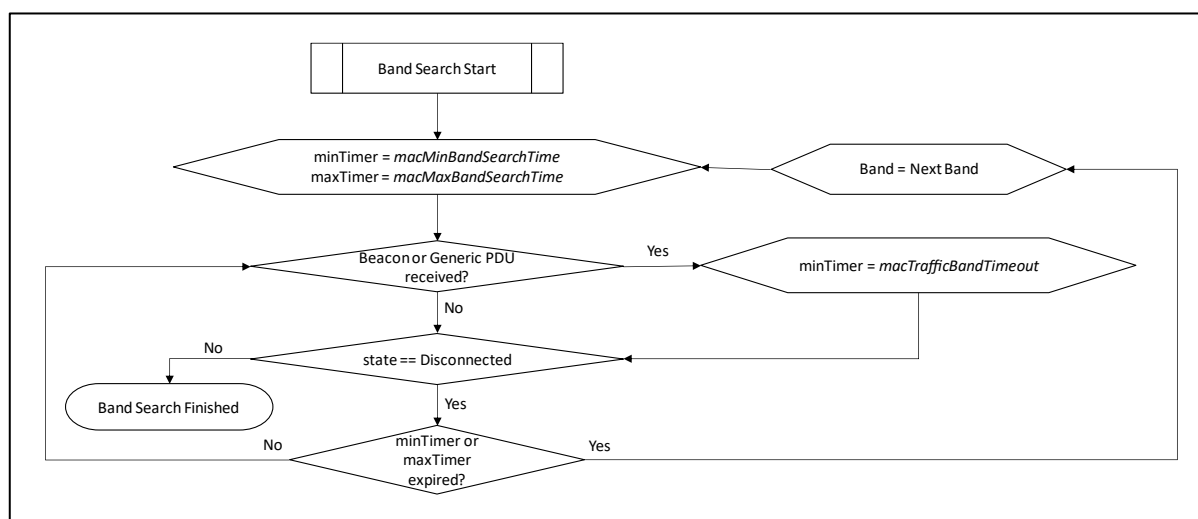 Band Search Start
minTimer = macMinBandSearchTime
maxTimer = macMaxBandSearchTime
Band = Next Band
Beacon or Generic PDU
received?
Yes
minTimer = macTrafficBandTimeout
No
state == Disconnected
No
Band Search Finished
Yes
minTimer or
maxTimer
expired?
No
Yes